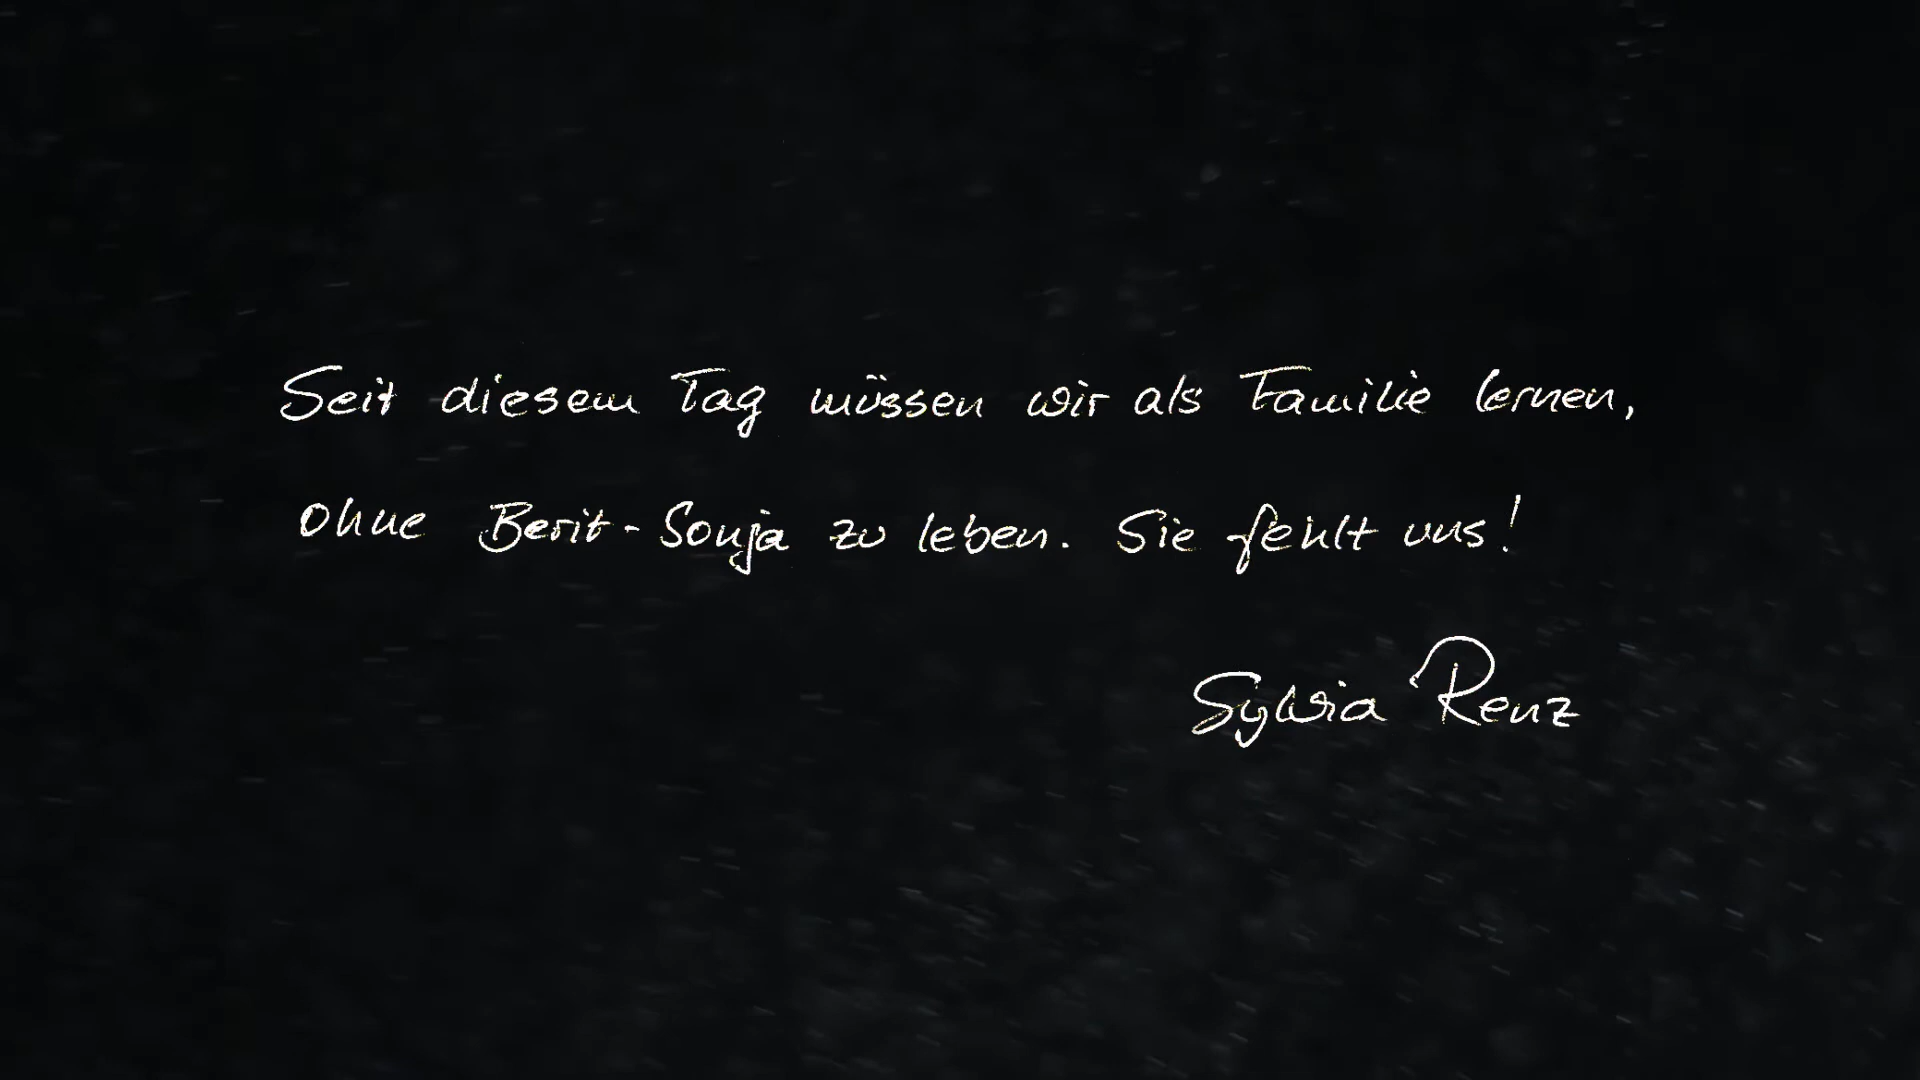 Seit diesem Tag müssen wir als Familie lernen,
ohne Berit-Sonja zu leben. Sie fehlt uns!
Sylvia Renz